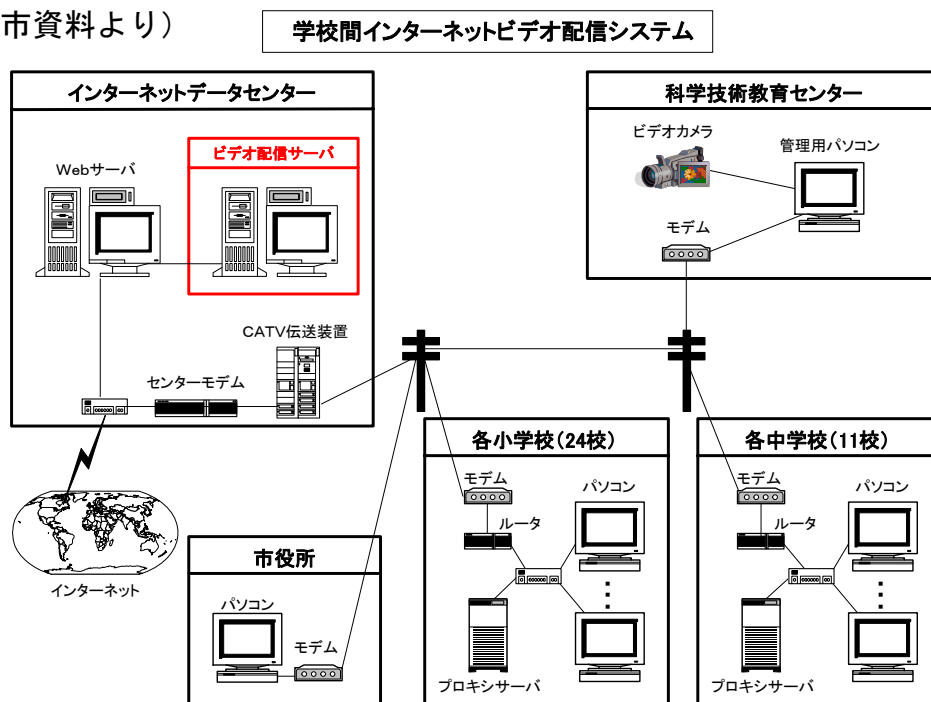 市資料より）
学校間インターネットビデオ配信システム
インターネットデータセンター
Webサーバ
ビデオ配信サーバ
CATV伝送装置
センターモデム
インターネット
科学技術教育センター
ビデオカメラ
管理用パソコン
モデム
市役所
パソコン
モデム
各小学校（24校）
モデム
パソコン
ルータ
プロキシサーバ
各中学校（11校）
モデム
パソコン
ルータ
プロキシサーバ